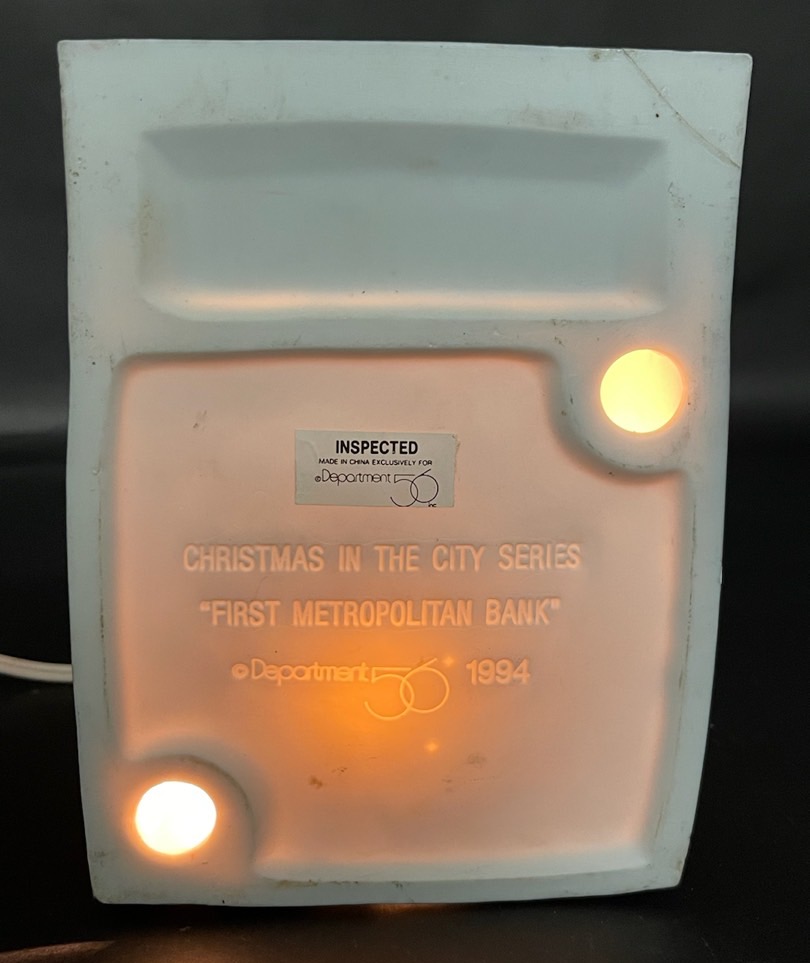 INSPECTED
MADE IN CHINA EXCLUSIVELY FOR
©Department 56
INC
CHRISTMAS IN THE CITY SERIES
"FIRST METROPOLITAN BANK"
©Department 56 1994